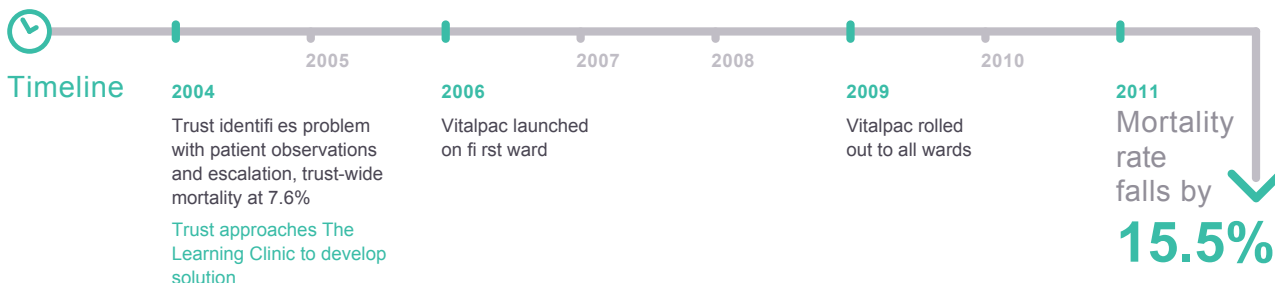 Timeline
2004
Trust identifi es problem
with patient observations
and escalation, trust-wide
mortality at 7.6%
Trust approaches The
Learning Clinic to develop
solution
2005
2006
Vitalpac launched
on fi rst ward
2007
2008
2009
Vitalpac rolled
out to all wards
2010
2011
Mortality
rate
falls by
15.5%